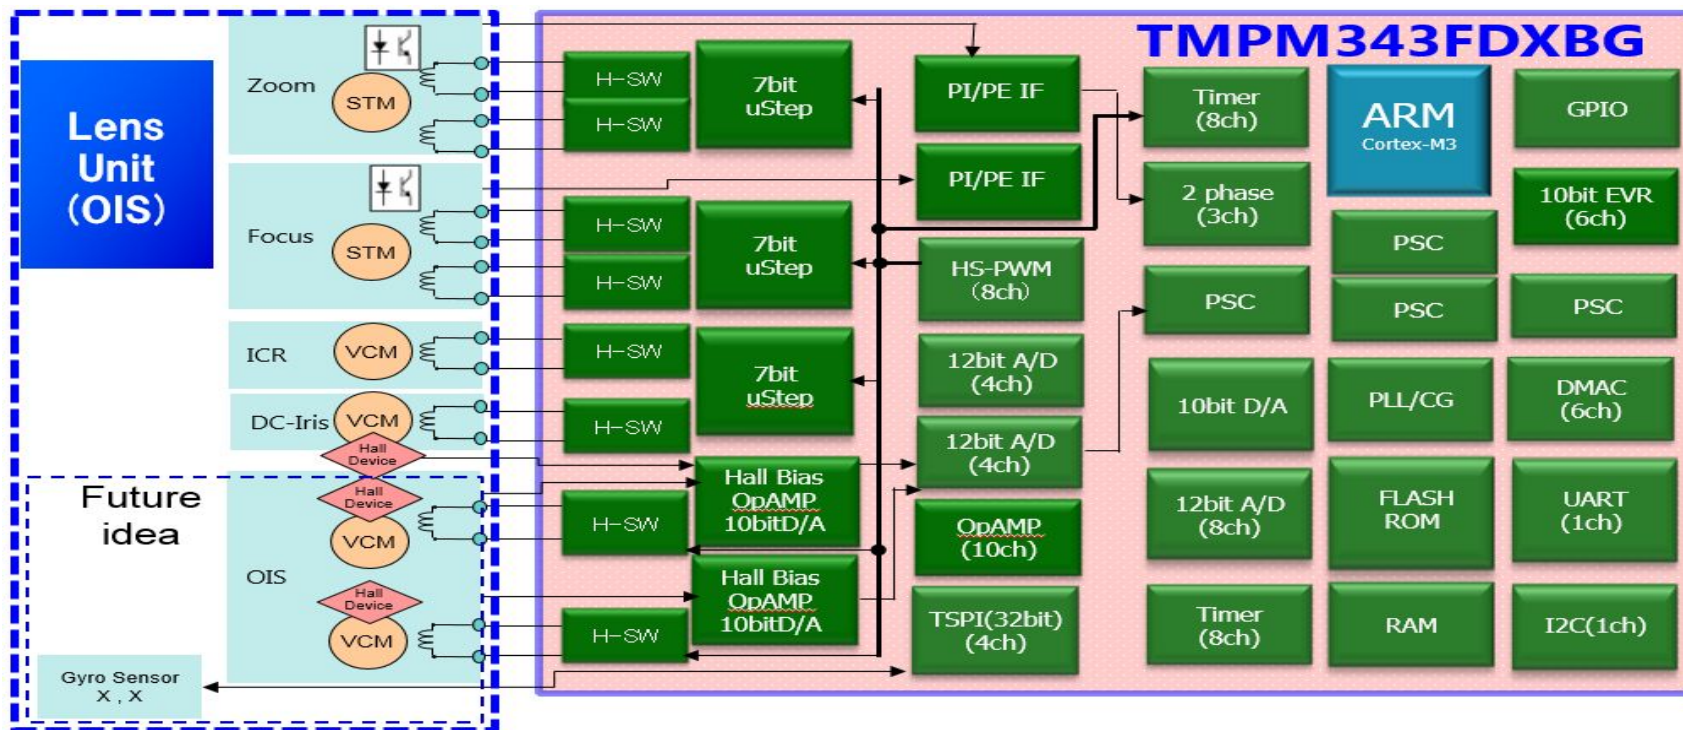 TMPM343FDXBG
Lens
Unit
(OIS)
Zoom
STM
Focus
STM
ICR
VCM
DC-Iris
VCM
Hall
Device
Future
idea
Hall
Device
VCM
OIS
Hall
Device
VCM
Gyro Sensor
X , X
H-SW
H-SW
H-SW
H-SW
H-SW
H-SW
H-SW
H-SW
7bit
uStep
7bit
uStep
7bit
uStep
Hall Bias
OpAMP
10bitD/A
Hall Bias
OpAMP
10bitD/A
PI/PE IF
PI/PE IF
HS-PWM
(8ch)
12bit A/D
(4ch)
12bit A/D
(4ch)
OpAMP
(10ch)
TSPI(32bit)
(4ch)
Timer
(8ch)
2 phase
(3ch)
PSC
10bit D/A
12bit A/D
(8ch)
Timer
(8ch)
ARM
Cortex-M3
PSC
PSC
PLL/CG
FLASH
ROM
RAM
GPIO
10bit EVR
(6ch)
PSC
DMAC
(6ch)
UART
(1ch)
I2C(1ch)